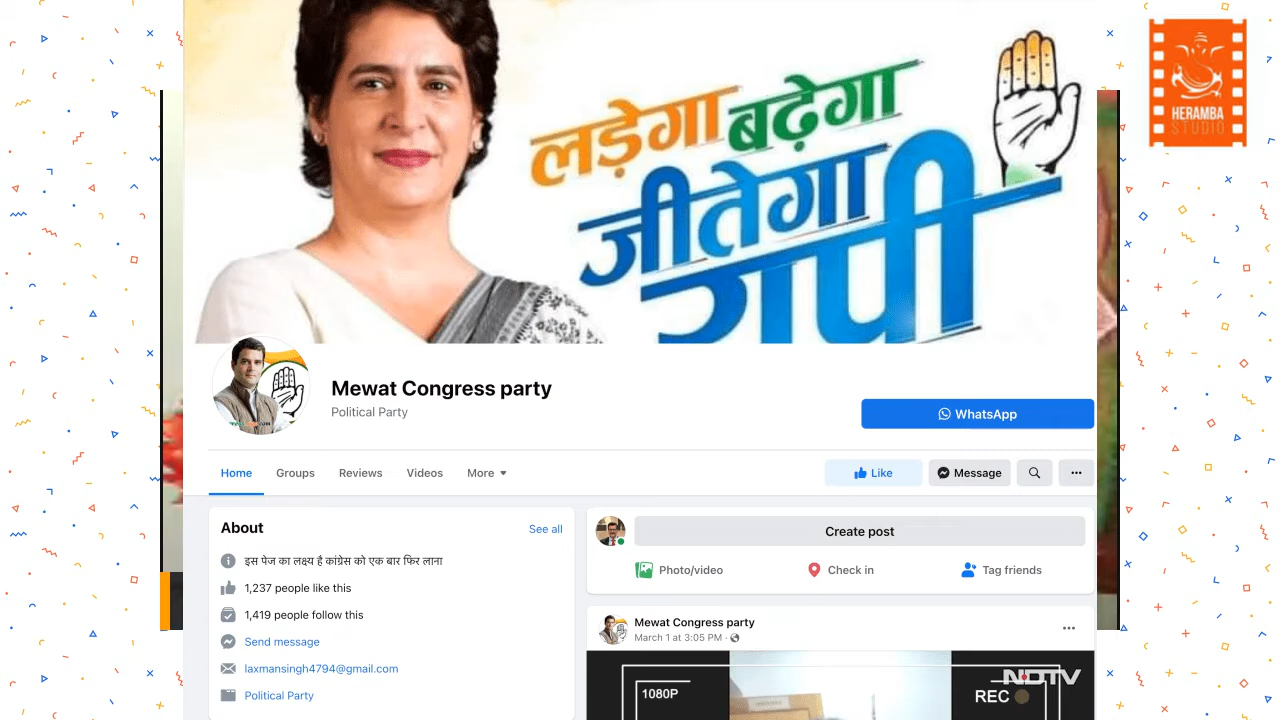 HERAMBA
STUDIO
लड़ेगा बढ़ेगा
जीतेगा
यूपी
Mewat Congress party
Political Party
WhatsApp
Home Groups Reviews Videos More
Like Message
About See all
Create post
इस पेज का लक्ष्य है कांग्रेस को एक बार फिर लाना
Photo/video Check in Tag friends
1,237 people like this
1,419 people follow this
Mewat Congress party
March 1 at 3:05 PM
Send message
laxmansingh4794@gmail.com
NDTV
1080P
REC
Political Party